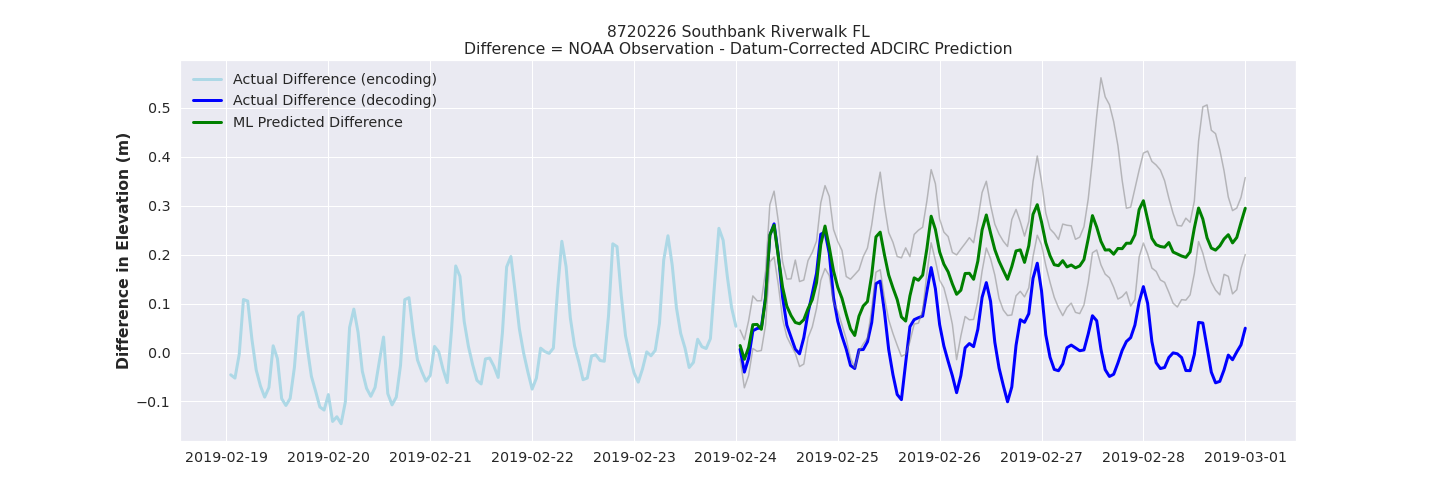 8720226 Southbank Riverwalk FL
Difference = NOAA Observation - Datum-Corrected ADCIRC Prediction
Actual Difference (encoding)
Actual Difference (decoding)
ML Predicted Difference
Difference in Elevation (m)
0.5
0.4
0.3
0.2
0.1
0.0
−0.1
2019-02-19 2019-02-20 2019-02-21 2019-02-22 2019-02-23 2019-02-24 2019-02-25 2019-02-26 2019-02-27 2019-02-28 2019-03-01